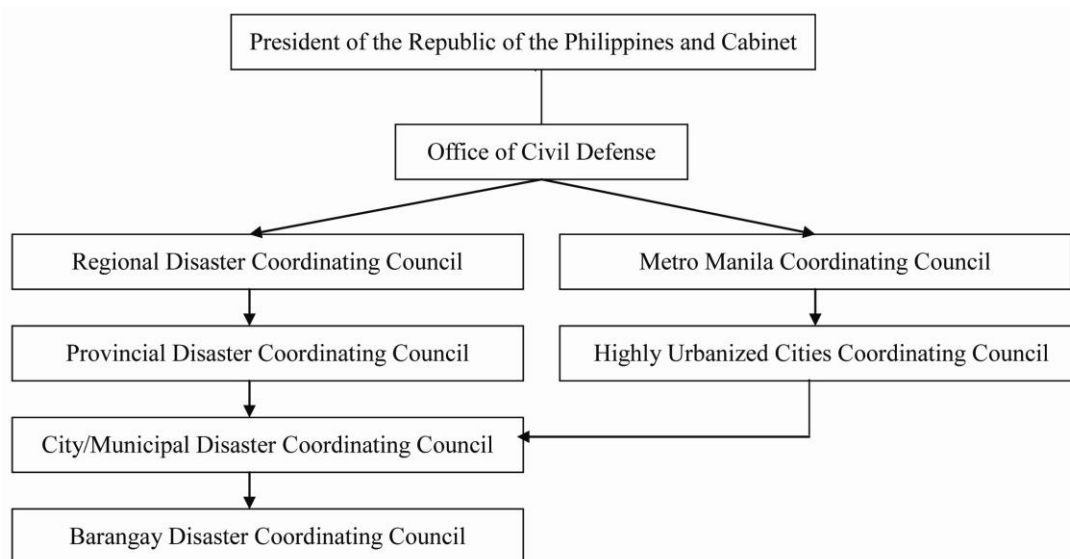 President of the Republic of the Philippines and Cabinet
Office of Civil Defense
Regional Disaster Coordinating Council
Metro Manila Coordinating Council
Provincial Disaster Coordinating Council
Highly Urbanized Cities Coordinating Council
City/Municipal Disaster Coordinating Council
Barangay Disaster Coordinating Council